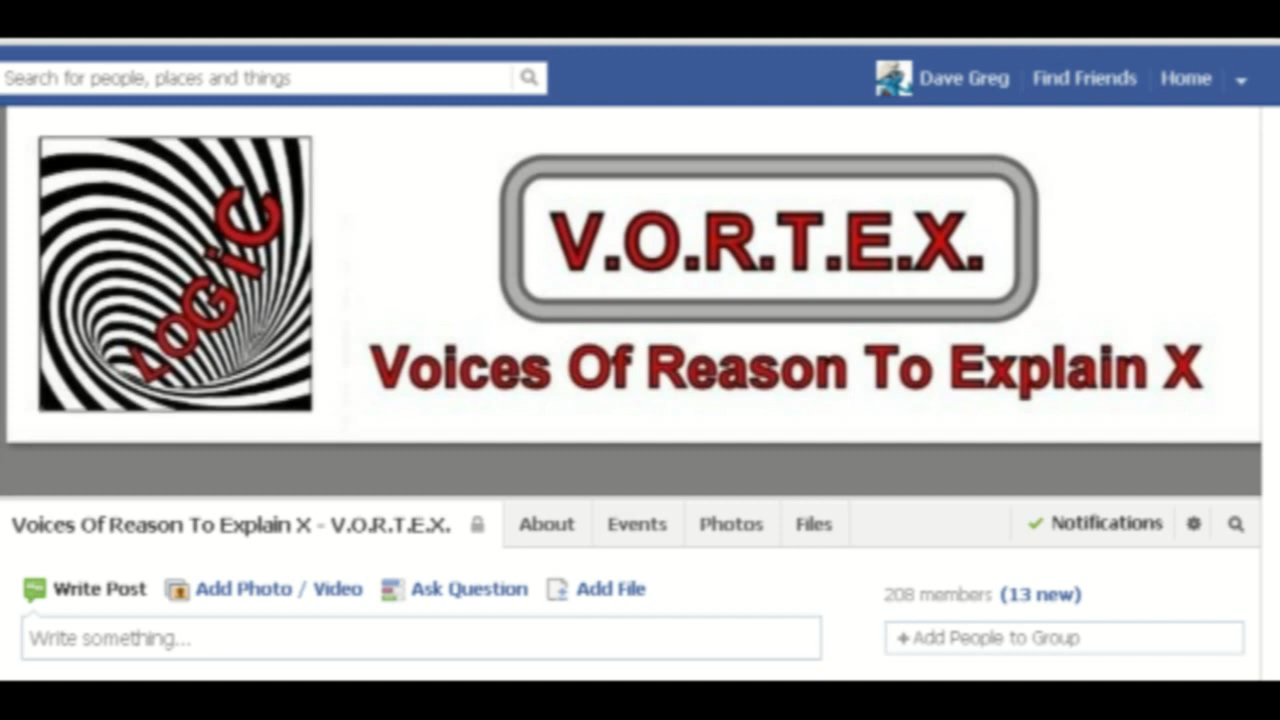 Search for people, places and things
Dave Greg Find Friends Home
LOGiC
V.O.R.T.E.X.
Voices Of Reason To Explain X
Voices Of Reason To Explain X - V.O.R.T.E.X. About Events Photos Files Notifications
Write Post Add Photo / Video Ask Question Add File
208 members (13 new)
Write something...
+Add People to Group